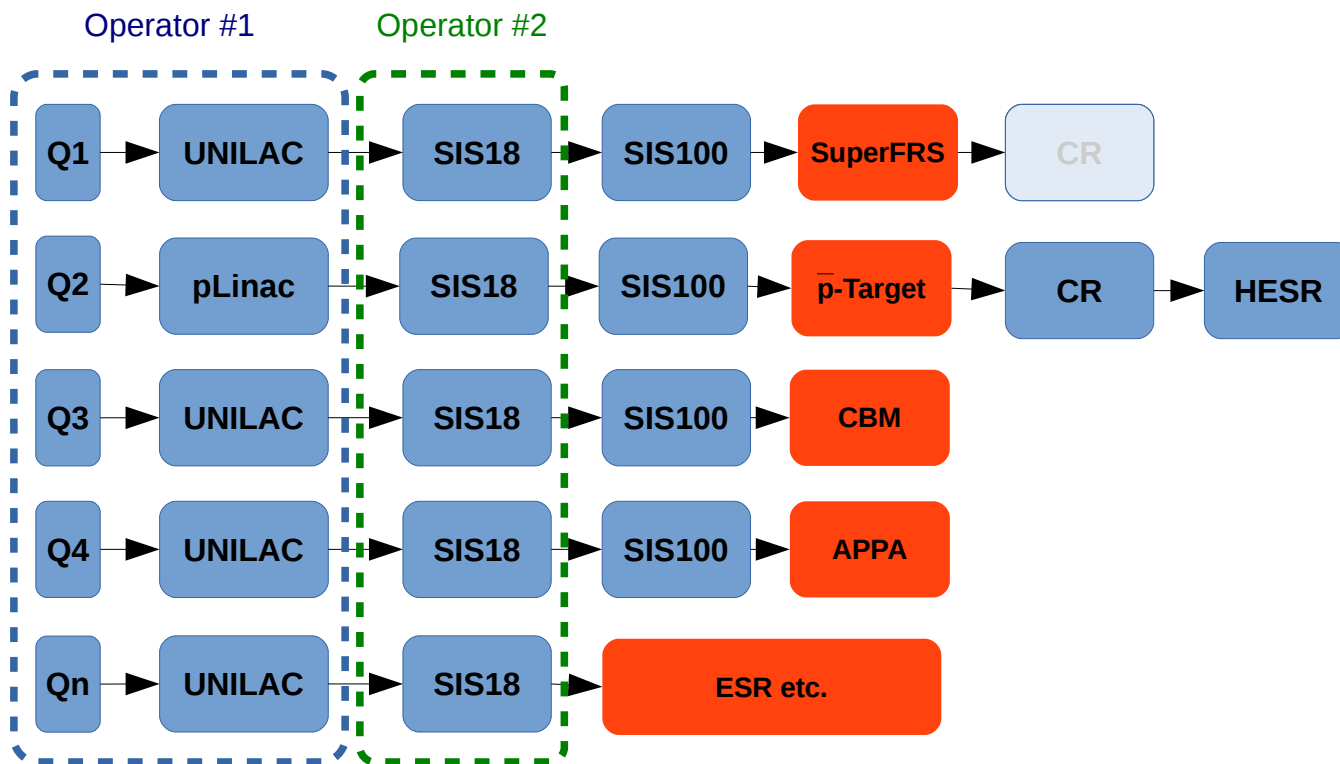 Operator #1
Operator #2
Q1
UNILAC
SIS18
SIS100
SuperFRS
CR
Q2
pLinac
SIS18
SIS100
p̅-Target
CR
HESR
Q3
UNILAC
SIS18
SIS100
CBM
Q4
UNILAC
SIS18
SIS100
APPA
Qn
UNILAC
SIS18
ESR etc.